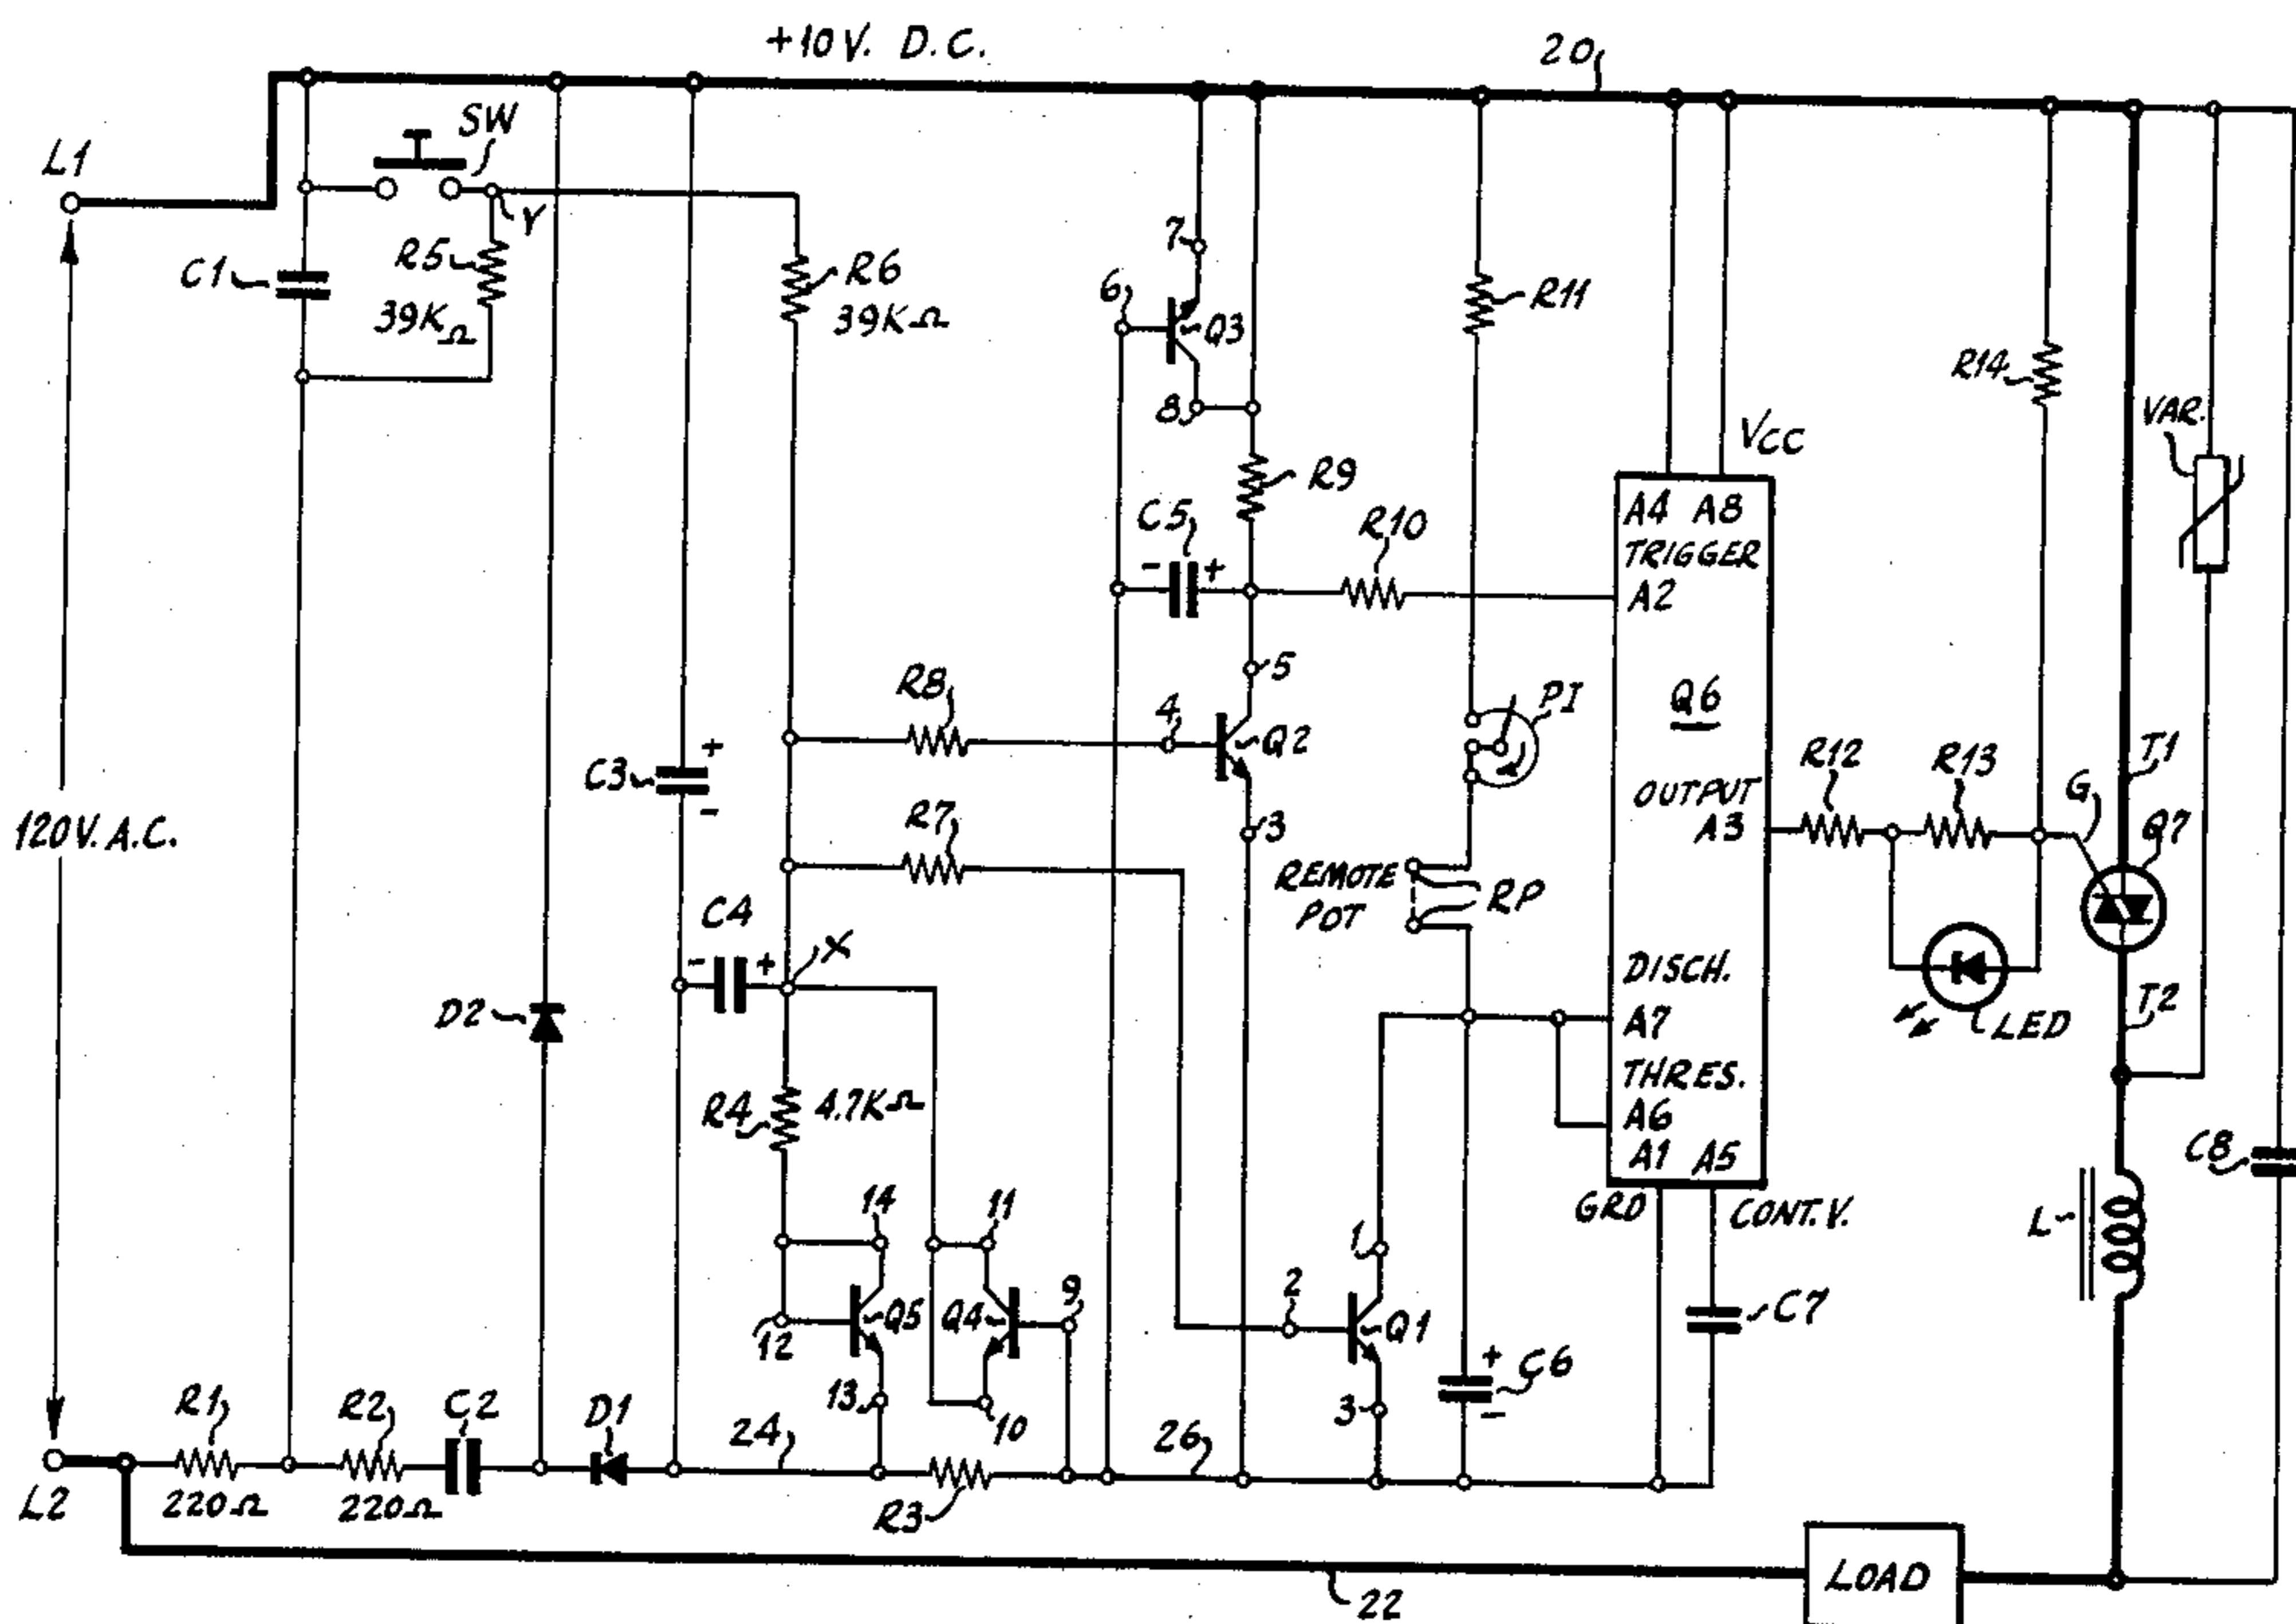 +10V. D.C.
20
L1
SW
Y
C1
R5
39KΩ
R6
39KΩ
7
6
Q3
8
R11
R14
VAR.
VCC
R9
C5
- +
R10
A4 A8
TRIGGER
A2
5
R8
4
Q2
PI
Q6
T1
C3
+
-
R7
3
R12
R13
G
Q7
120V. A.C.
OUTPUT
A3
REMOTE
POT
RP
C4
- +
X
DISCH.
A7
T2
D2
LED
R4
4.7KΩ
THRES.
A6
A1 A5
C8
GRD
CONT. V.
L
14
11
1
9
2
Q5
Q4
Q1
C7
12
+
C6
-
13
10
3
R1
R2
C2
D1
24
26
L2
220Ω
220Ω
R3
22
LOAD